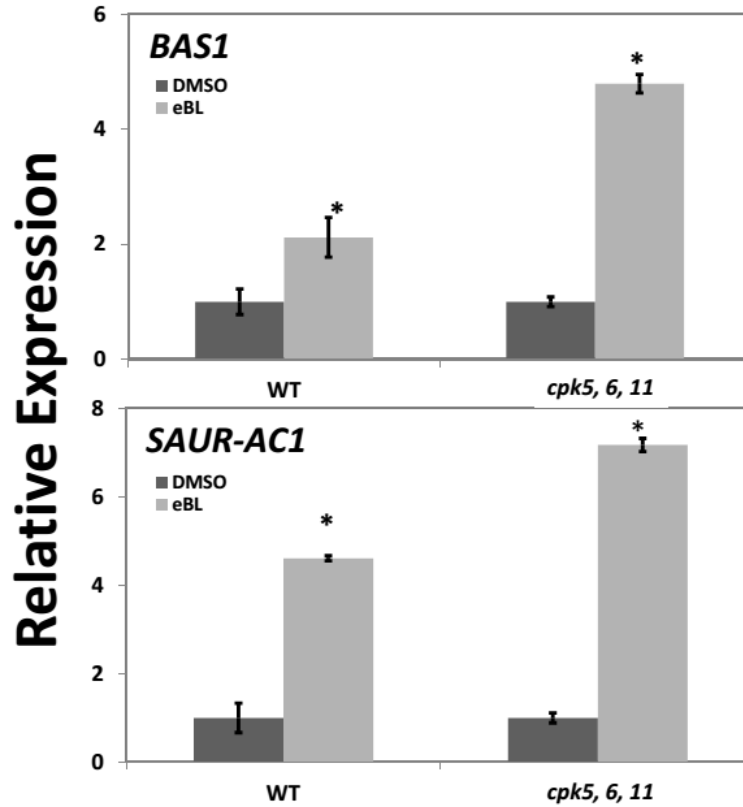 Relative Expression
6
BAS1
DMSO
*
eBL
4
*
2
0
WT
cpk5, 6, 11
8
SAUR-AC1
*
DMSO
eBL
6
*
4
2
0
WT
cpk5, 6, 11